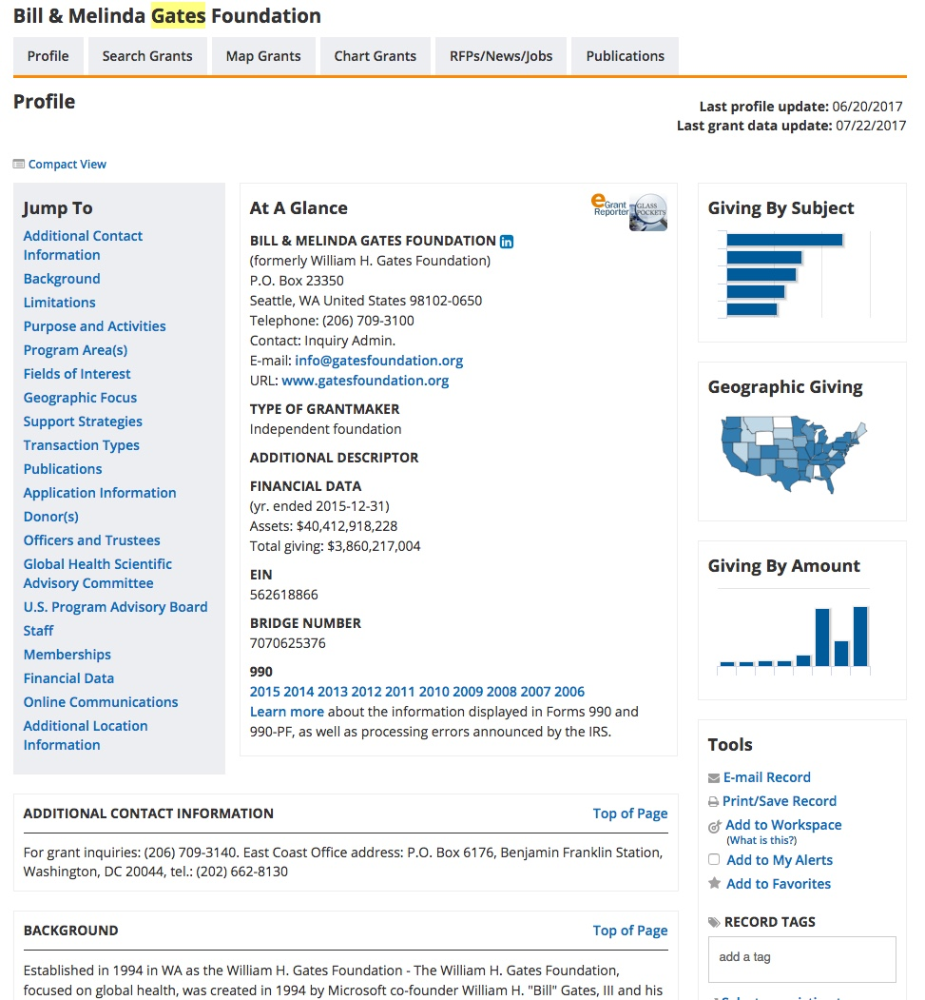 Bill & Melinda Gates Foundation
Profile
Search Grants
Map Grants
Chart Grants
RFPs/News/Jobs
Publications
Profile
Last profile update: 06/20/2017
Last grant data update: 07/22/2017
Compact View
Jump To
Additional Contact
Information
Background
Limitations
Purpose and Activities
Program Area(s)
Fields of Interest
Geographic Focus
Support Strategies
Transaction Types
Publications
Application Information
Donor(s)
Officers and Trustees
Global Health Scientific
Advisory Committee
U.S. Program Advisory Board
Staff
Memberships
Financial Data
Online Communications
Additional Location
Information
At A Glance
eGrant
Reporter
GLASS
POCKETS
BILL & MELINDA GATES FOUNDATION in
(formerly William H. Gates Foundation)
P.O. Box 23350
Seattle, WA United States 98102-0650
Telephone: (206) 709-3100
Contact: Inquiry Admin.
E-mail: info@gatesfoundation.org
URL: www.gatesfoundation.org
TYPE OF GRANTMAKER
Independent foundation
ADDITIONAL DESCRIPTOR
FINANCIAL DATA
(yr. ended 2015-12-31)
Assets: $40,412,918,228
Total giving: $3,860,217,004
EIN
562618866
BRIDGE NUMBER
7070625376
990
2015 2014 2013 2012 2011 2010 2009 2008 2007 2006
Learn more about the information displayed in Forms 990 and
990-PF, as well as processing errors announced by the IRS.
Giving By Subject
Geographic Giving
Giving By Amount
Tools
E-mail Record
Print/Save Record
Add to Workspace
(What is this?)
Add to My Alerts
Add to Favorites
RECORD TAGS
add a tag
ADDITIONAL CONTACT INFORMATION
Top of Page
For grant inquiries: (206) 709-3140. East Coast Office address: P.O. Box 6176, Benjamin Franklin Station,
Washington, DC 20044, tel.: (202) 662-8130
BACKGROUND
Top of Page
Established in 1994 in WA as the William H. Gates Foundation - The William H. Gates Foundation,
focused on global health, was created in 1994 by Microsoft co-founder William H. "Bill" Gates, III and his